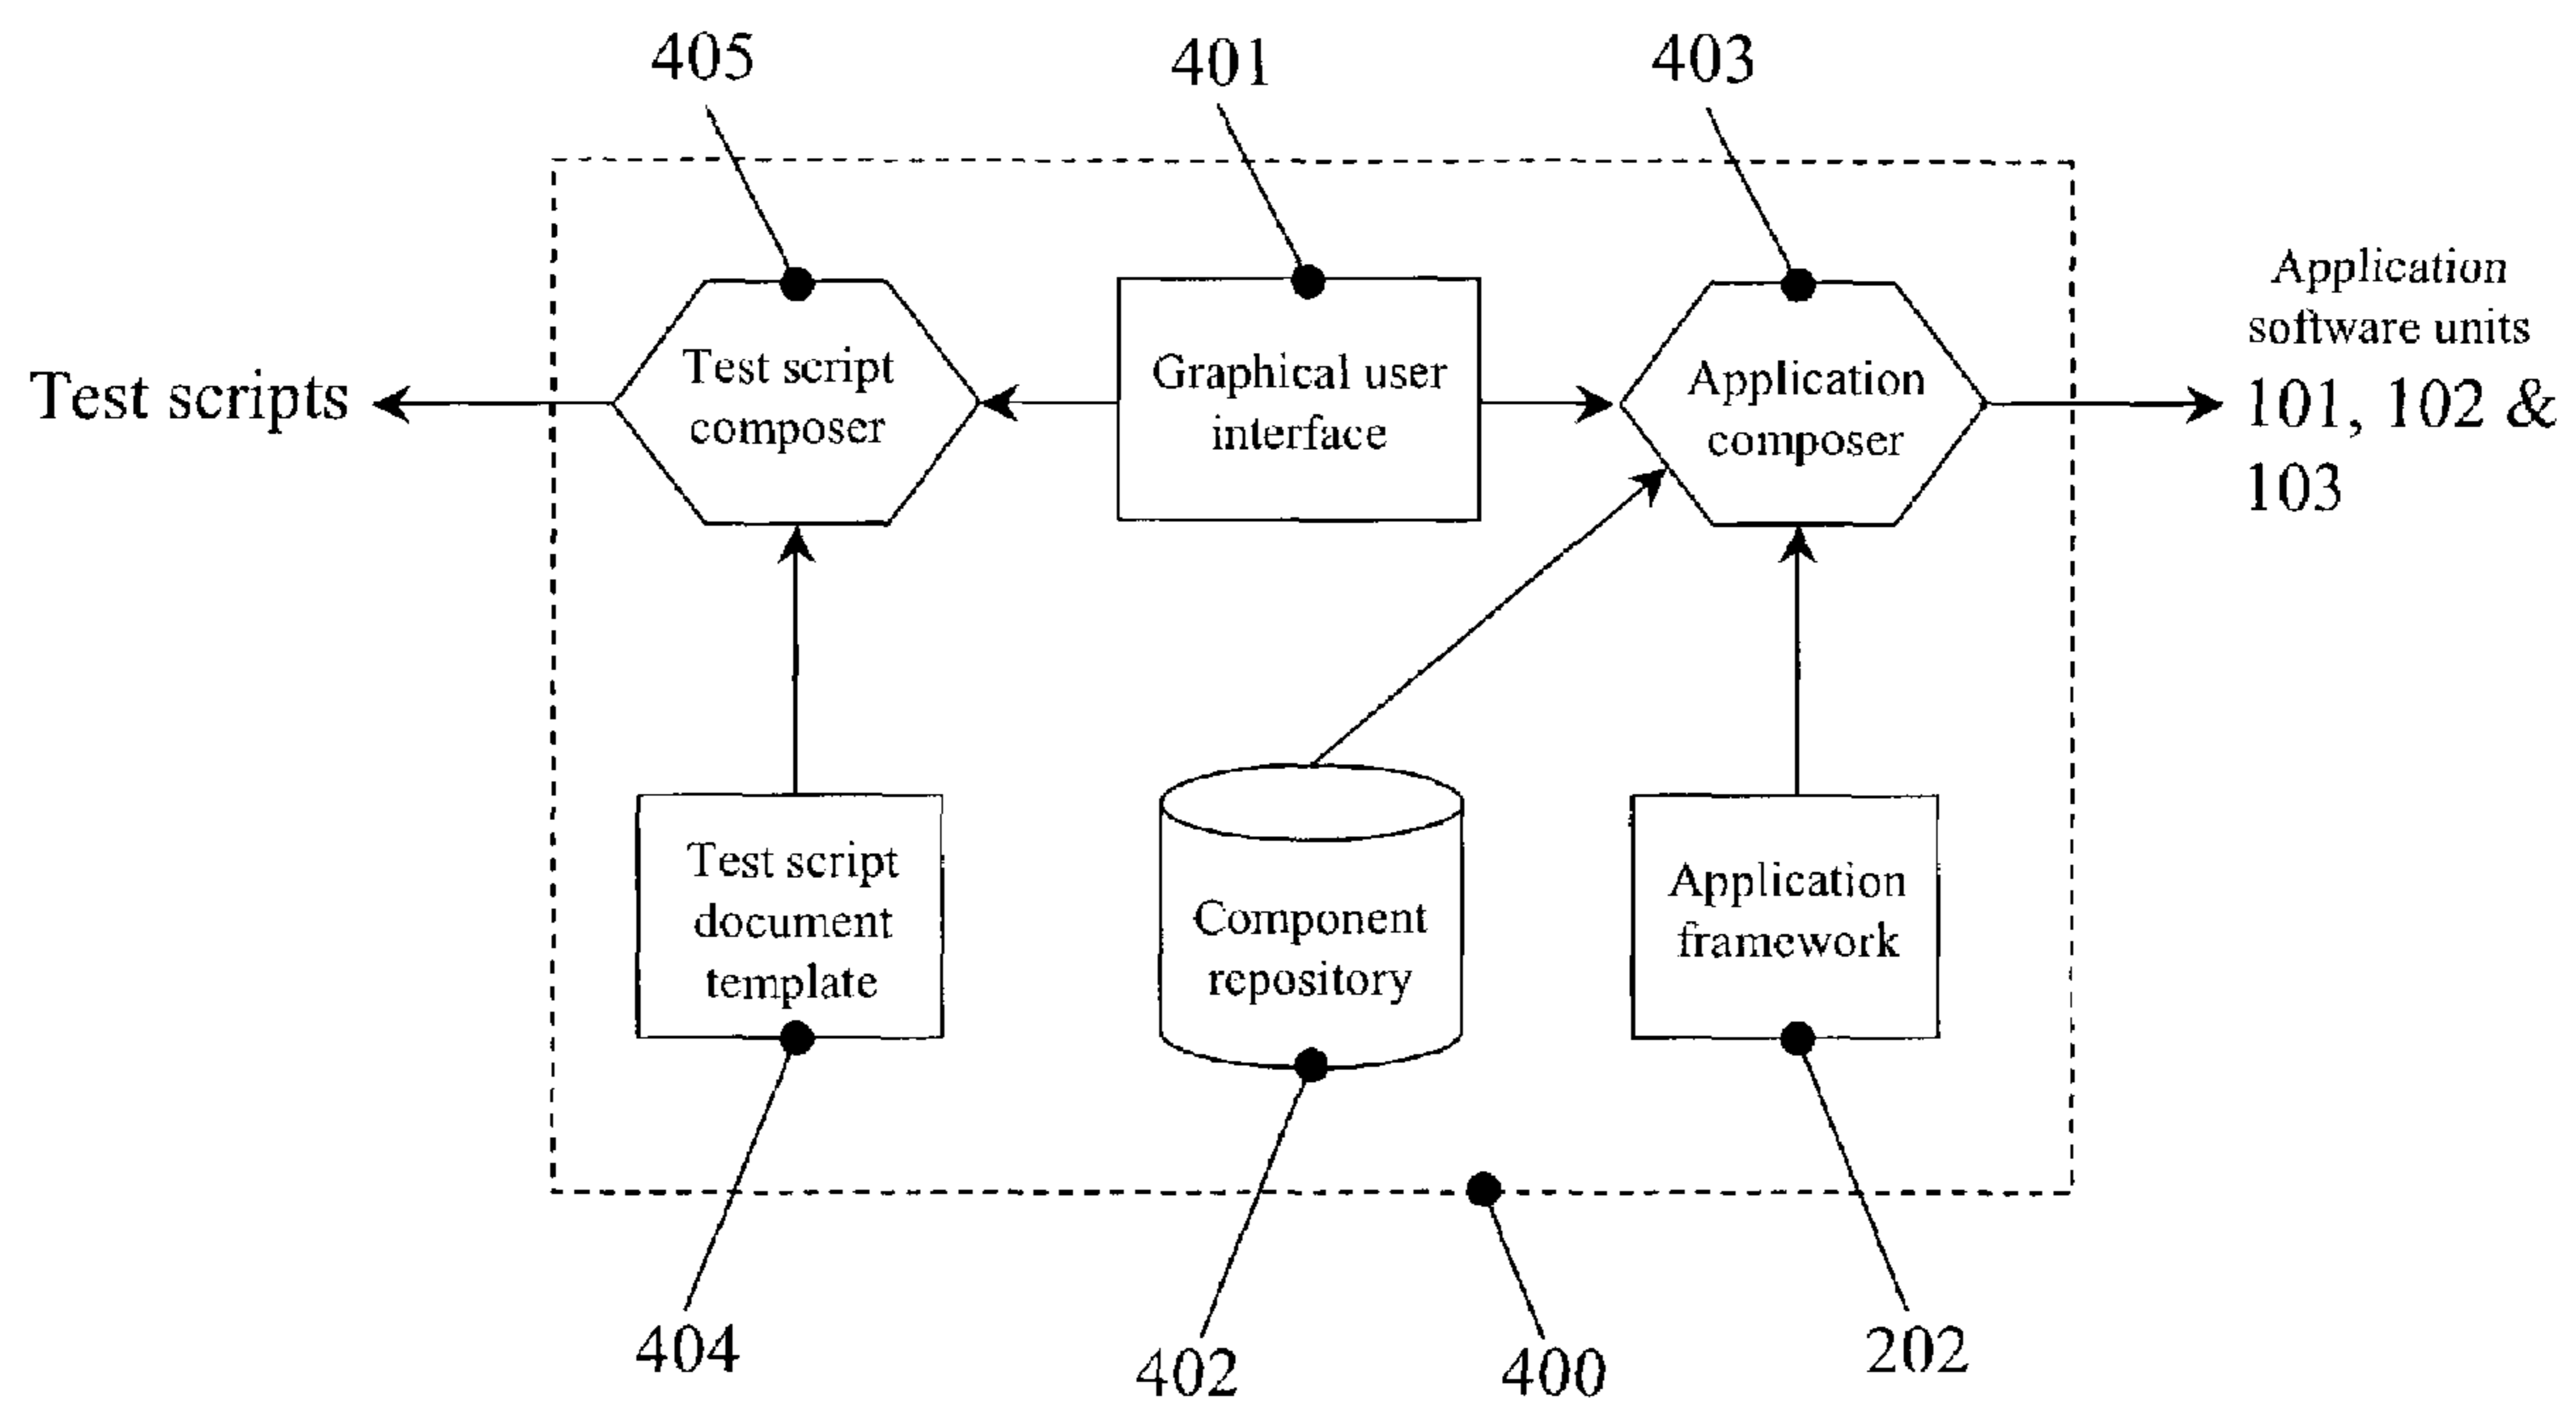 405
401
403
Test scripts
Test script
composer
Graphical user
interface
Application
composer
Application
software units
101, 102 &
103
Test script
document
template
Component
repository
Application
framework
404
402
400
202